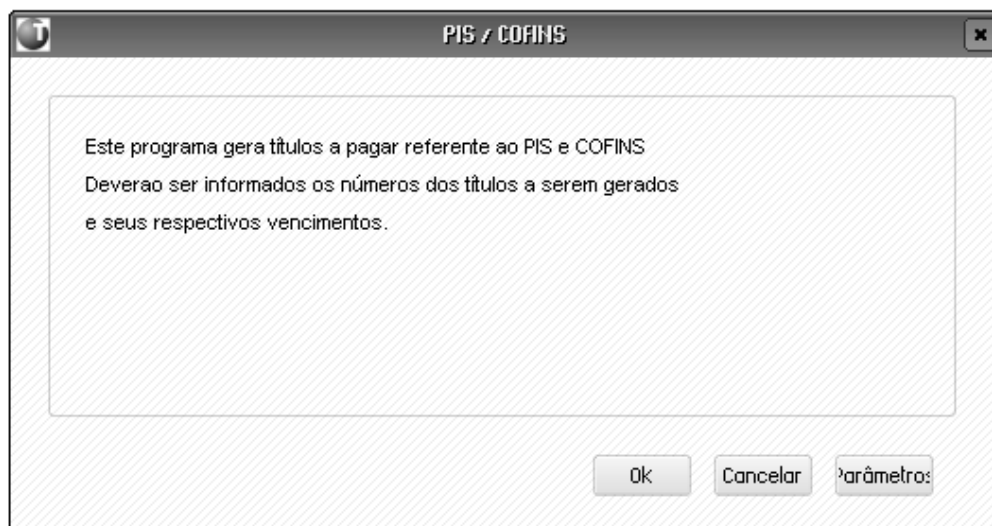 PIS / COFINS
Este programa gera títulos a pagar referente ao PIS e COFINS
Deverao ser informados os números dos títulos a serem gerados
e seus respectivos vencimentos.
Ok
Cancelar
Parâmetros